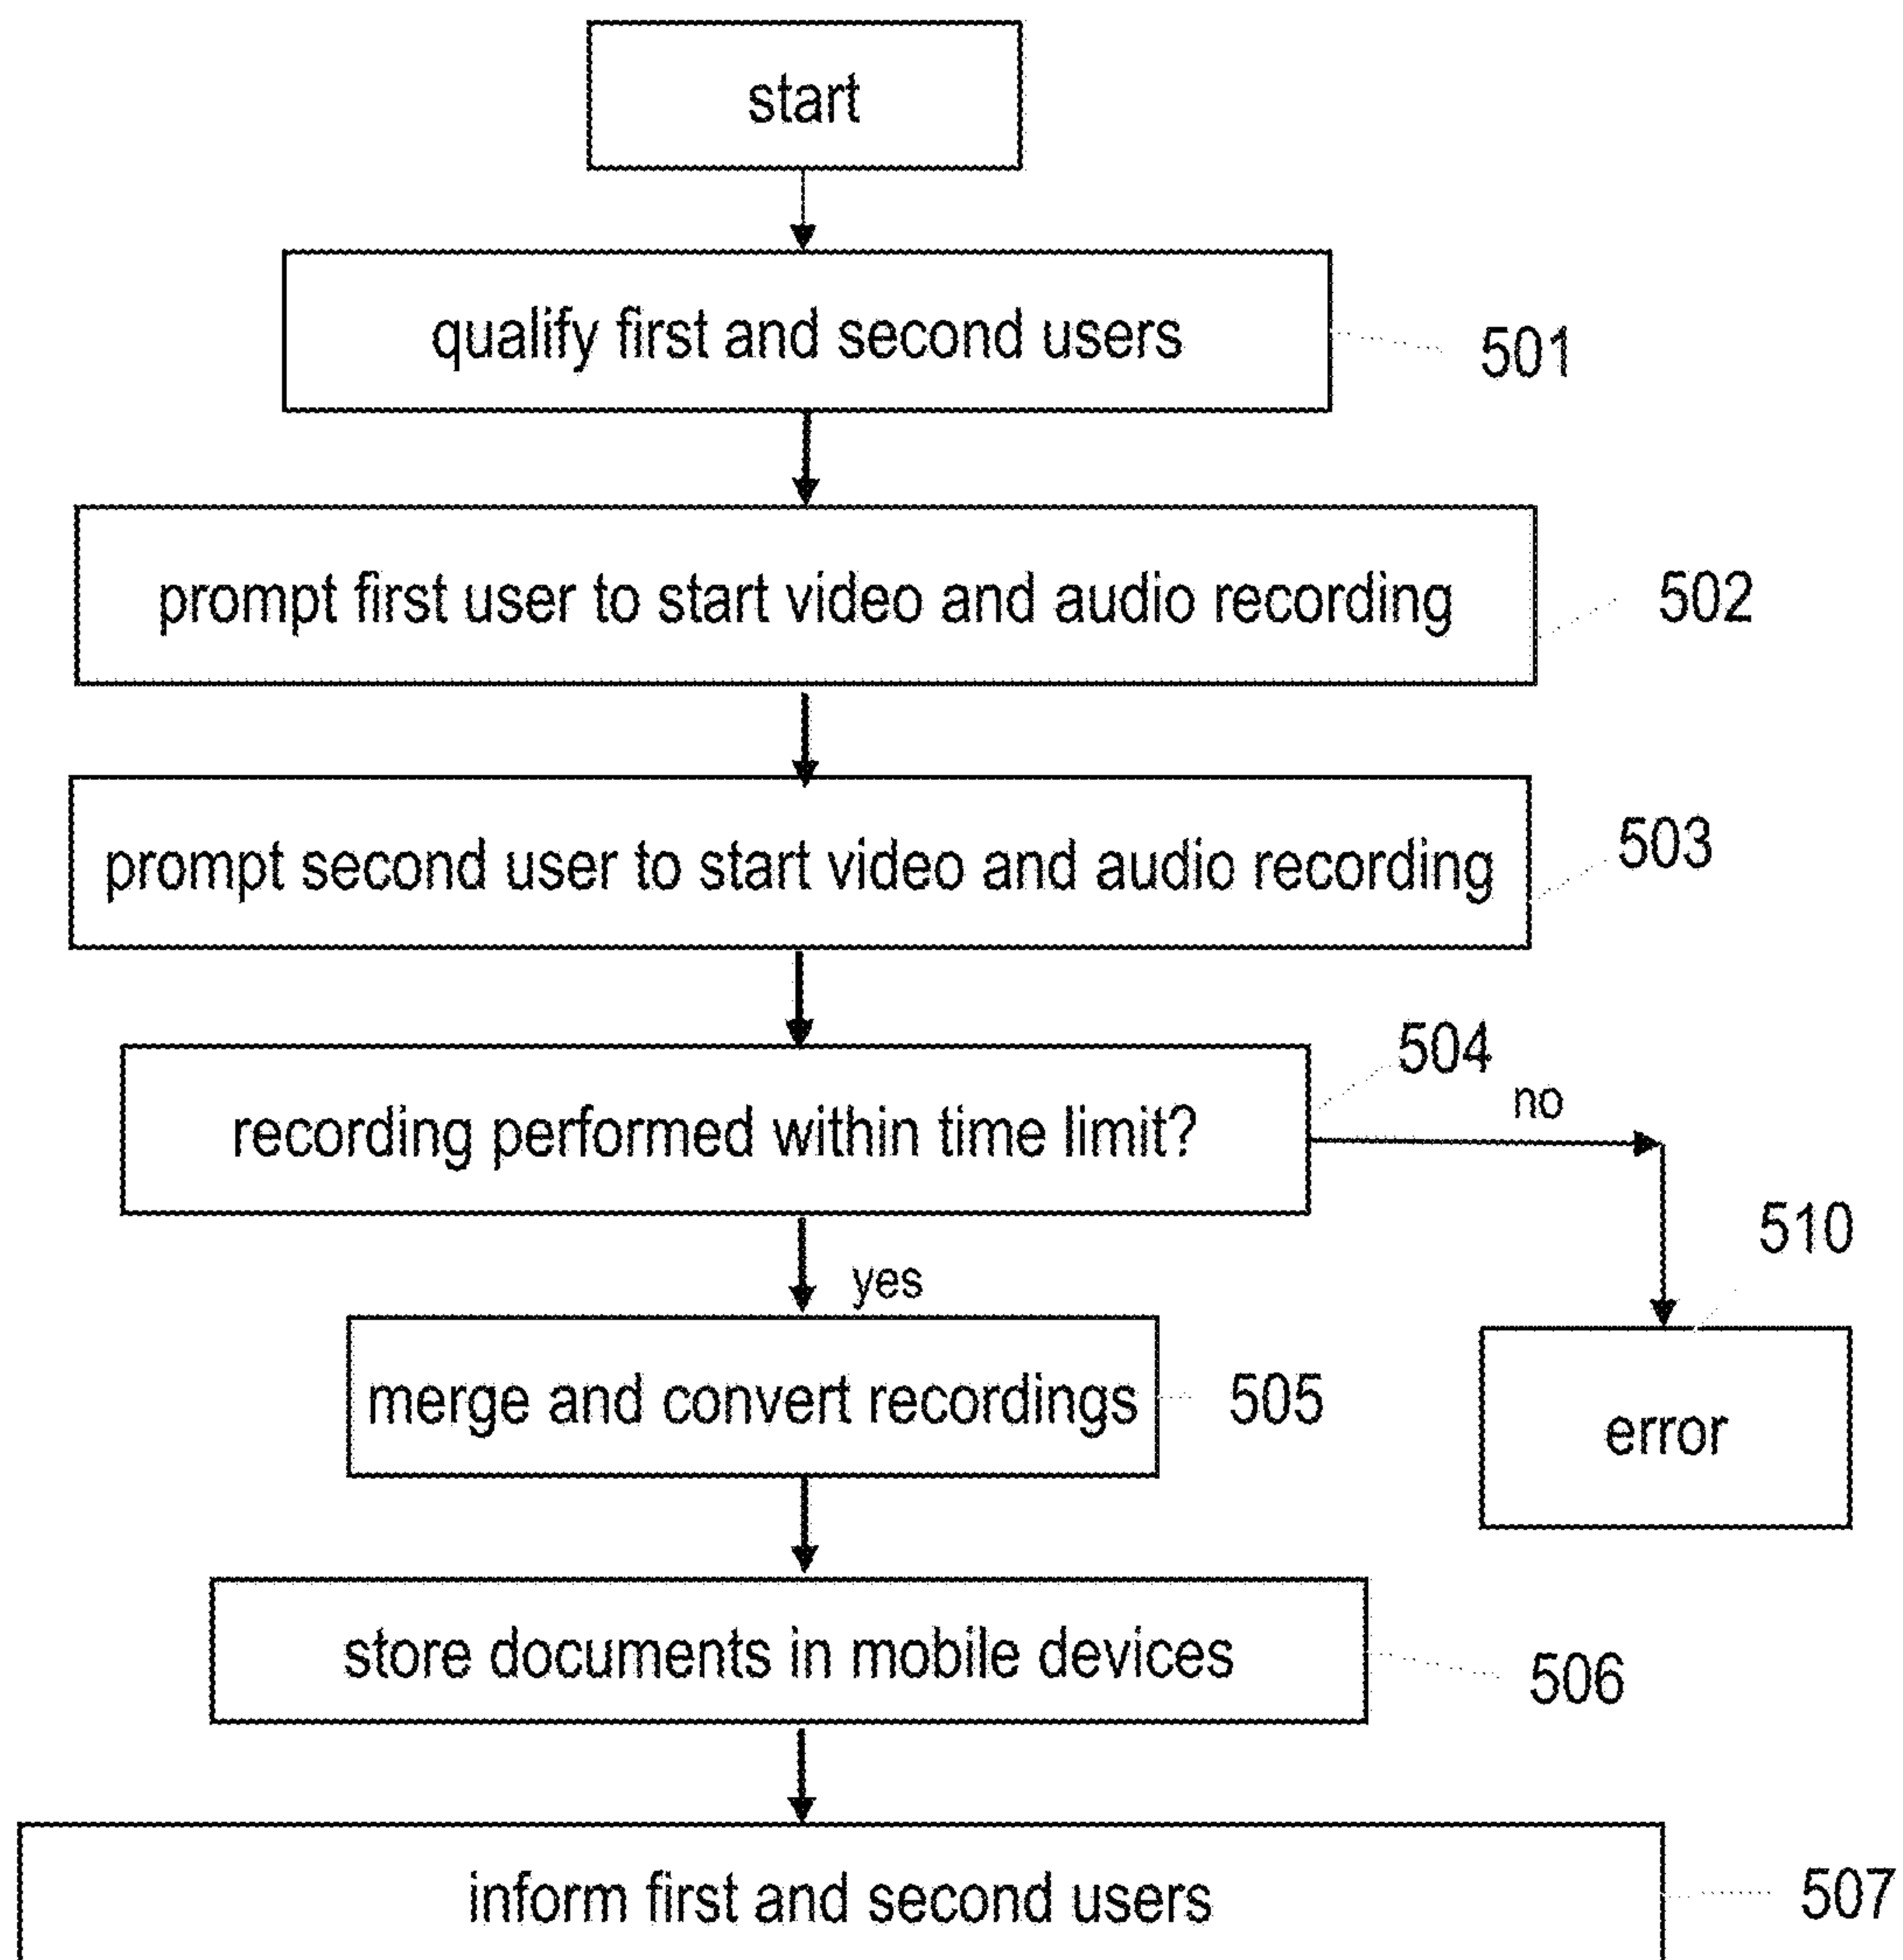 start
qualify first and second users
501
prompt first user to start video and audio recording
502
prompt second user to start video and audio recording
503
504
recording performed within time limit?
no
510
yes
merge and convert recordings
505
error
store documents in mobile devices
506
inform first and second users
507